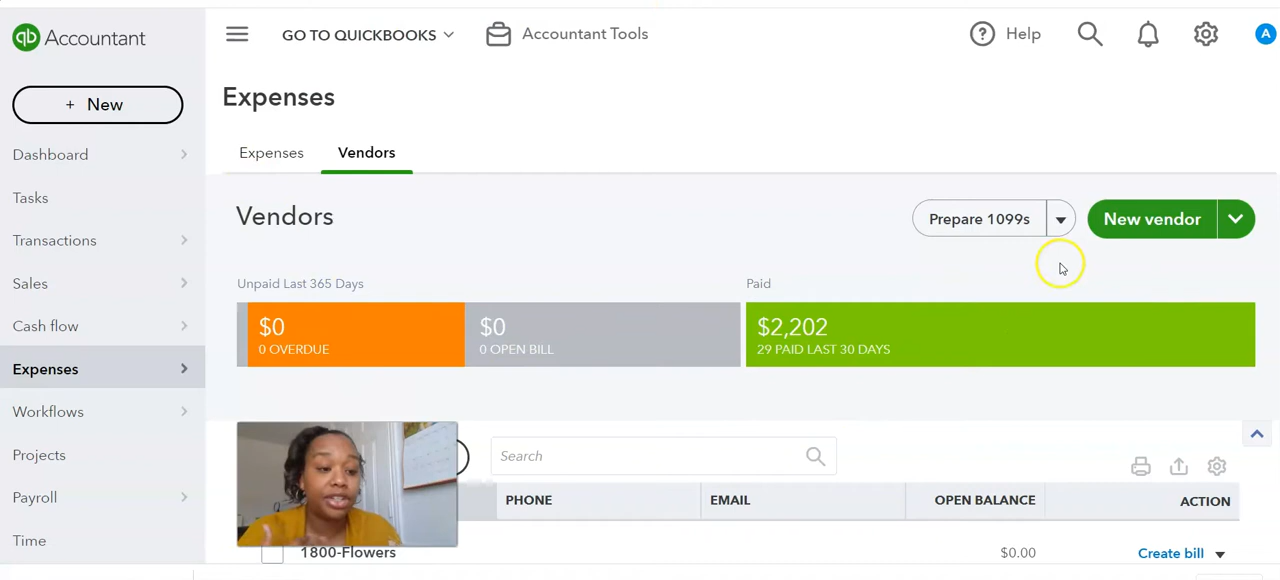 qb Accountant
GO TO QUICKBOOKS
Accountant Tools
Help
A
+ New
Dashboard
Tasks
Transactions
Sales
Cash flow
Expenses
Workflows
Projects
Payroll
Time
Expenses
Expenses
Vendors
Vendors
Prepare 1099s
New vendor
Unpaid Last 365 Days
Paid
$0
0 OVERDUE
$0
0 OPEN BILL
$2,202
29 PAID LAST 30 DAYS
Search
PHONE
EMAIL
OPEN BALANCE
ACTION
1800-Flowers
$0.00
Create bill